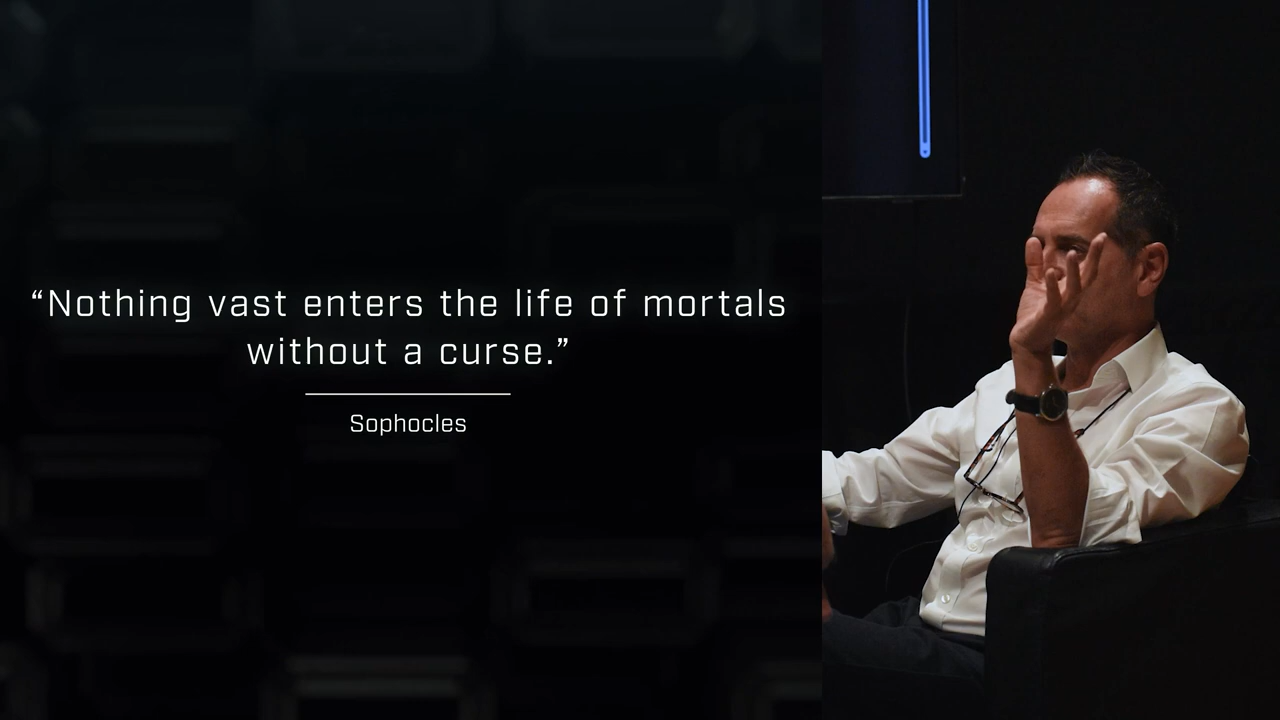 “Nothing vast enters the life of mortals
without a curse.”
Sophocles